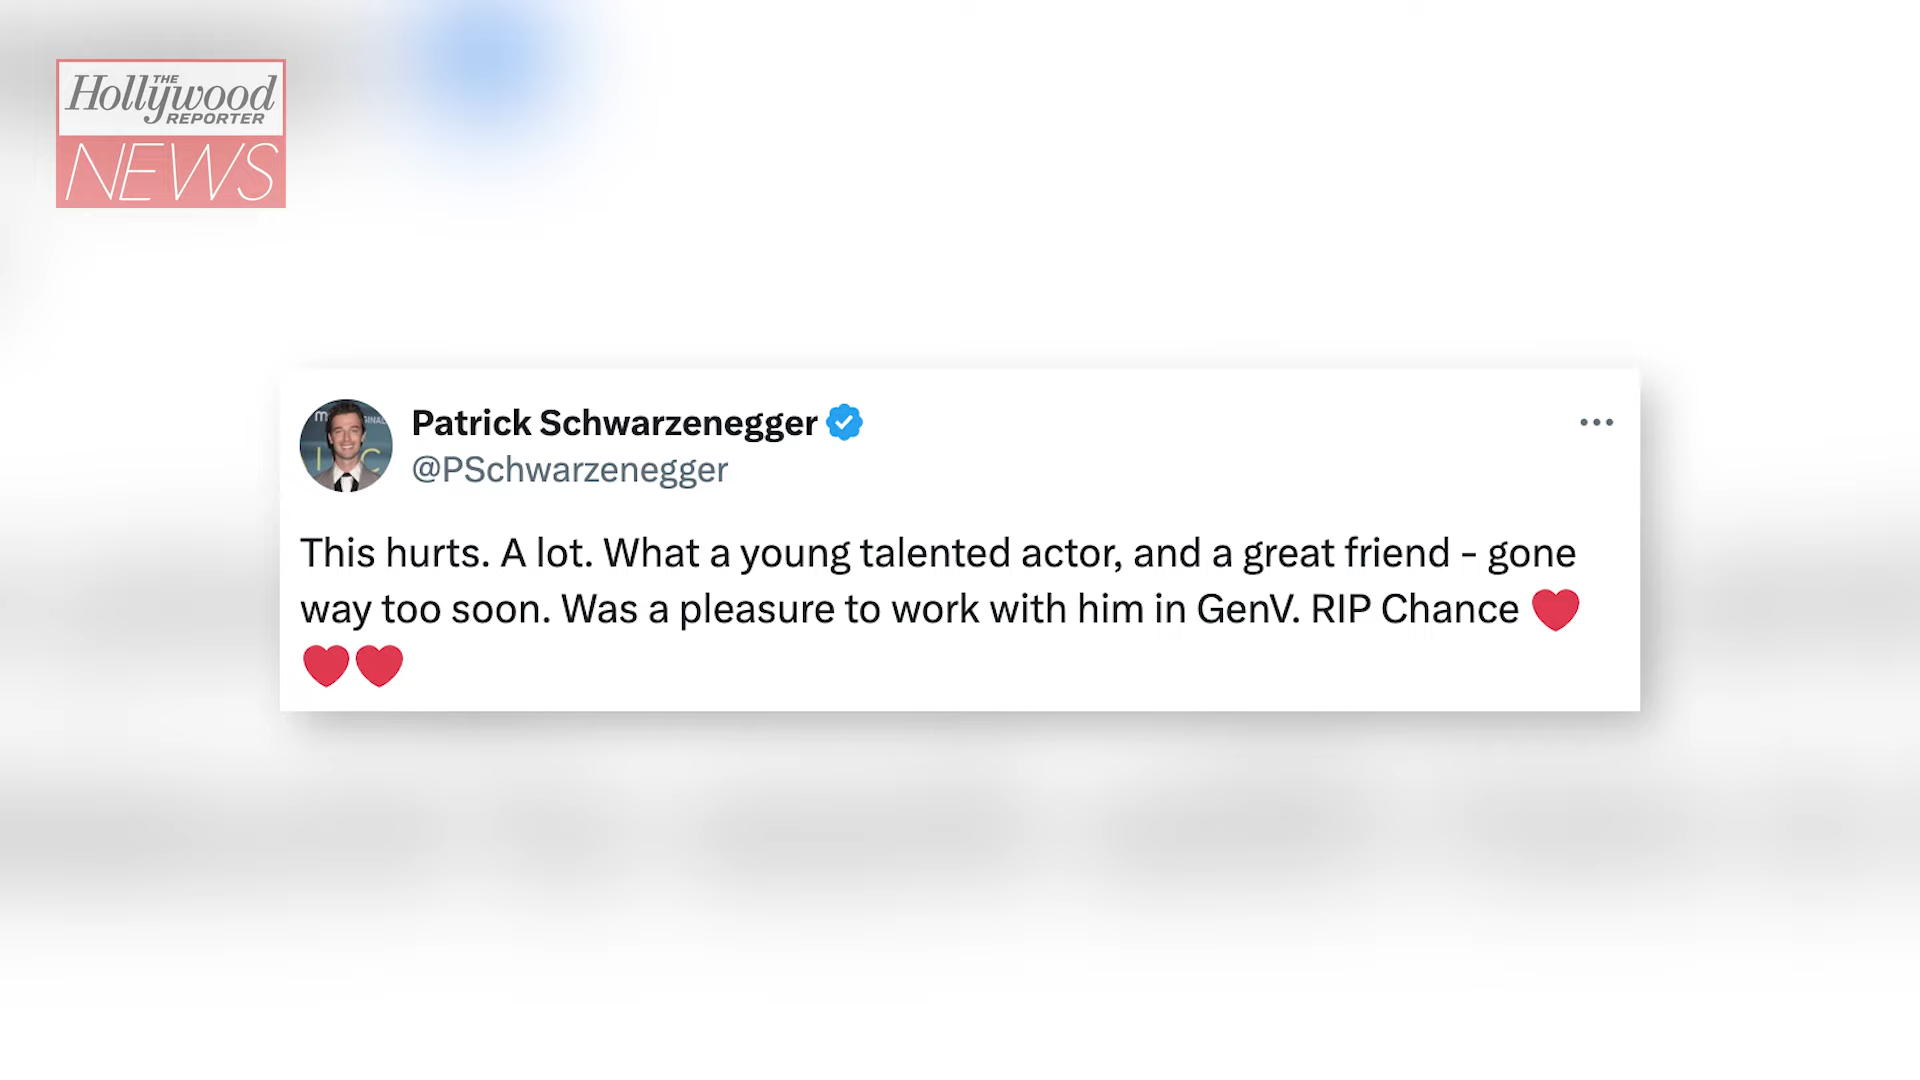 THE
Hollywood
REPORTER
NEWS
Patrick Schwarzenegger
@PSchwarzenegger
This hurts. A lot. What a young talented actor, and a great friend - gone
way too soon. Was a pleasure to work with him in GenV. RIP Chance ❤️
❤️❤️